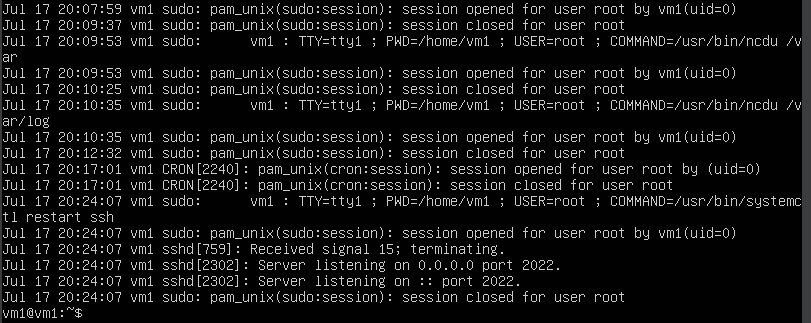 Jul 17 20:07:59 vm1 sudo: pam_unix(sudo:session): session opened for user root by vm1(uid=0)
Jul 17 20:09:37 vm1 sudo: pam_unix(sudo:session): session closed for user root
Jul 17 20:09:53 vm1 sudo:      vm1 : TTY=tty1 ; PWD=/home/vm1 ; USER=root ; COMMAND=/usr/bin/ncdu /v
ar
Jul 17 20:09:53 vm1 sudo: pam_unix(sudo:session): session opened for user root by vm1(uid=0)
Jul 17 20:10:25 vm1 sudo: pam_unix(sudo:session): session closed for user root
Jul 17 20:10:35 vm1 sudo:      vm1 : TTY=tty1 ; PWD=/home/vm1 ; USER=root ; COMMAND=/usr/bin/ncdu /v
ar/log
Jul 17 20:10:35 vm1 sudo: pam_unix(sudo:session): session opened for user root by vm1(uid=0)
Jul 17 20:12:32 vm1 sudo: pam_unix(sudo:session): session closed for user root
Jul 17 20:17:01 vm1 CRON[2240]: pam_unix(cron:session): session opened for user root by (uid=0)
Jul 17 20:17:01 vm1 CRON[2240]: pam_unix(cron:session): session closed for user root
Jul 17 20:24:07 vm1 sudo:      vm1 : TTY=tty1 ; PWD=/home/vm1 ; USER=root ; COMMAND=/usr/bin/systemc
tl restart ssh
Jul 17 20:24:07 vm1 sudo: pam_unix(sudo:session): session opened for user root by vm1(uid=0)
Jul 17 20:24:07 vm1 sshd[759]: Received signal 15; terminating.
Jul 17 20:24:07 vm1 sshd[2302]: Server listening on 0.0.0.0 port 2022.
Jul 17 20:24:07 vm1 sshd[2302]: Server listening on :: port 2022.
Jul 17 20:24:07 vm1 sudo: pam_unix(sudo:session): session closed for user root
vm1@vm1:~$